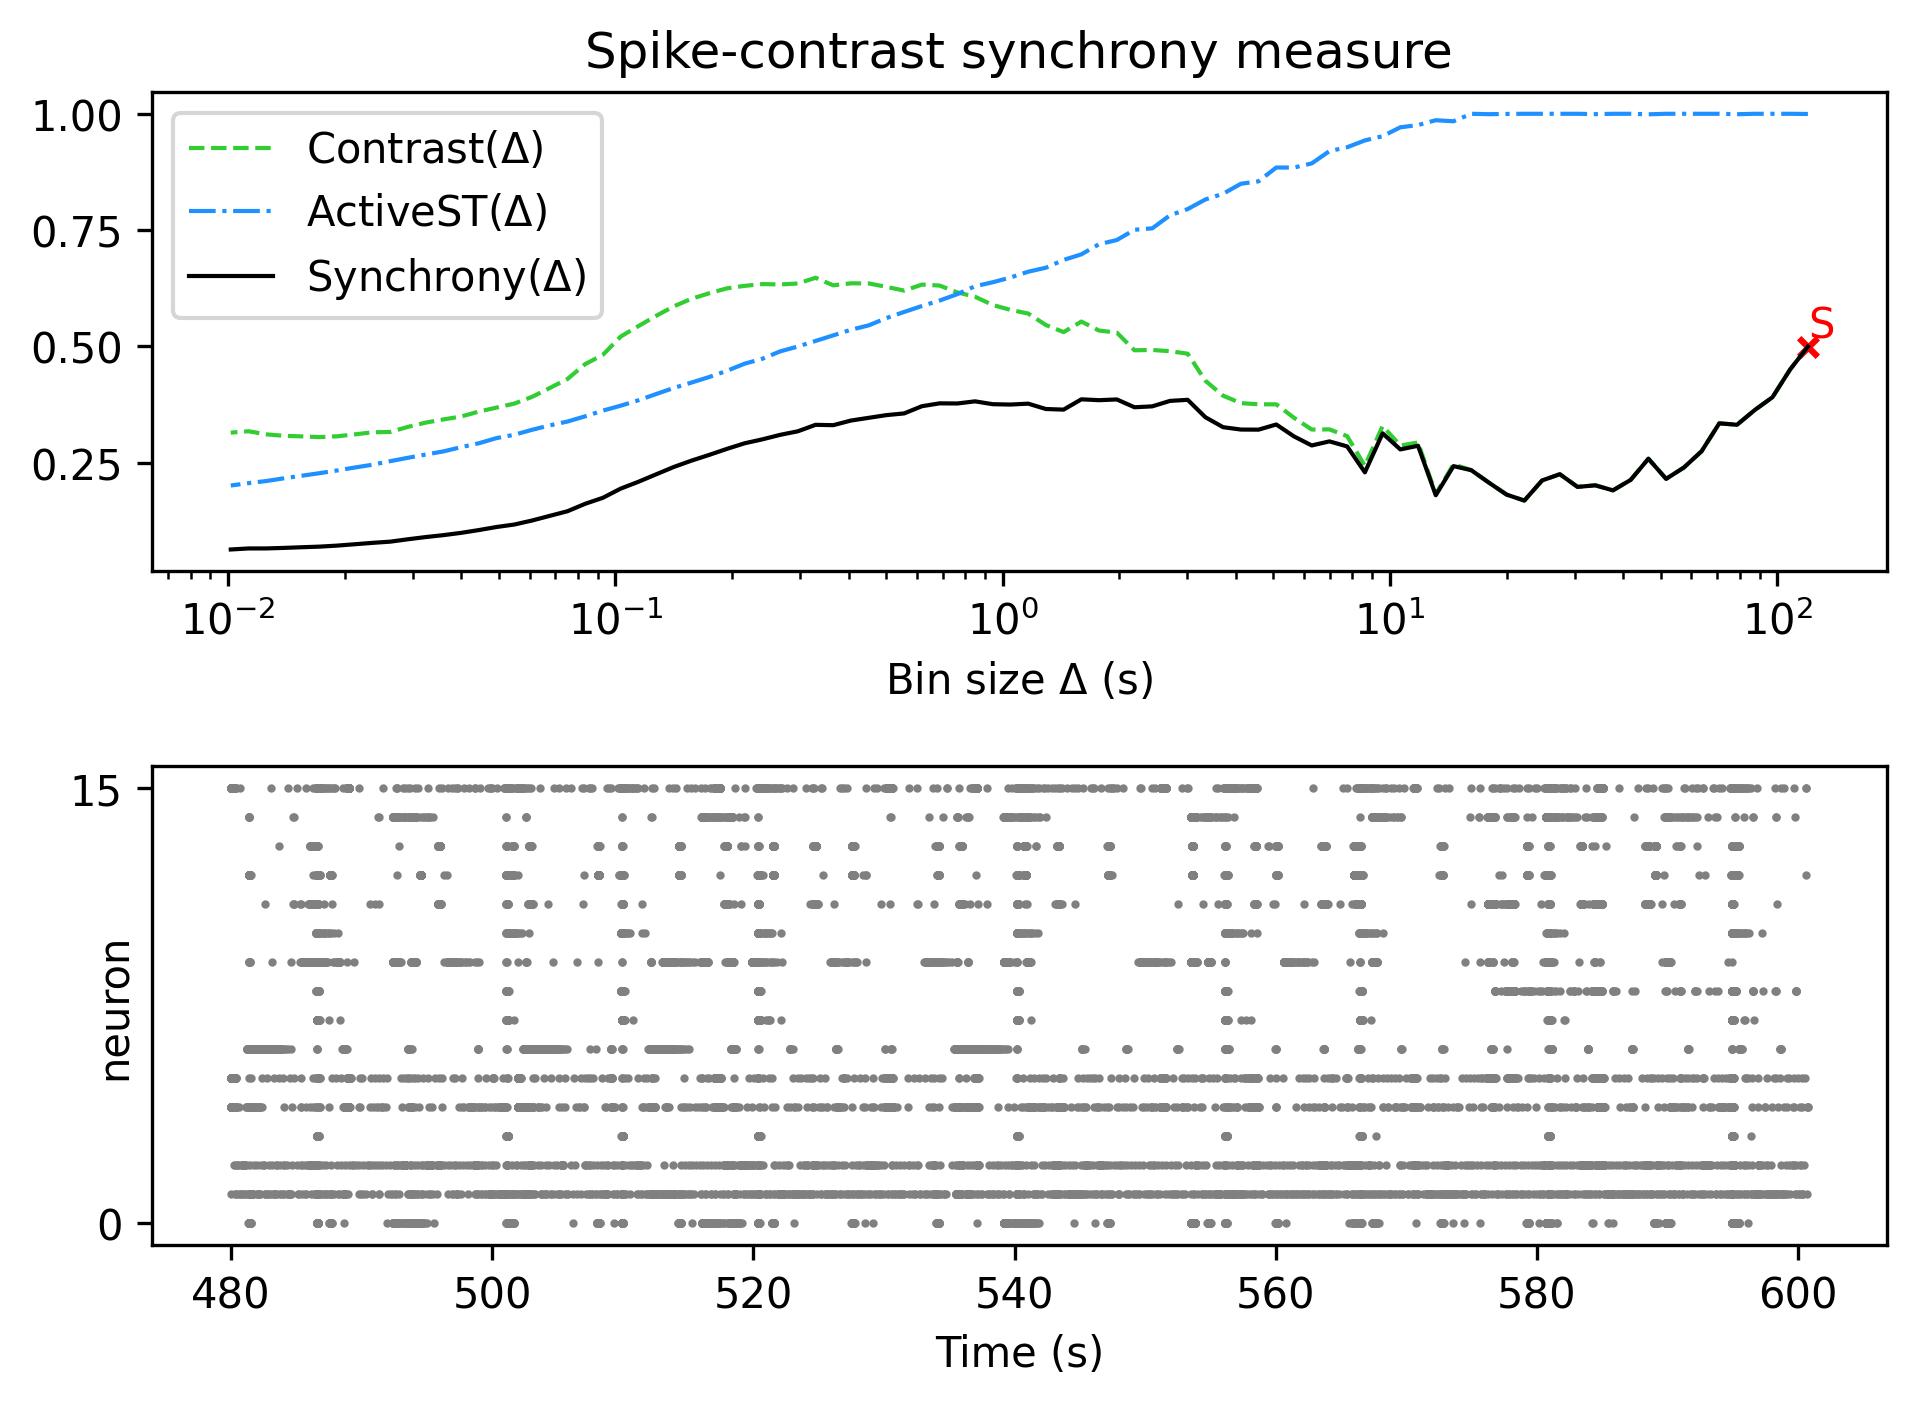 Spike-contrast synchrony measure
1.00
0.75
0.50
0.25
Contrast(Δ)
ActiveST(Δ)
Synchrony(Δ)
S
10⁻² 10⁻¹ 10⁰ 10¹ 10²
Bin size Δ (s)
15
0
neuron
480 500 520 540 560 580 600
Time (s)